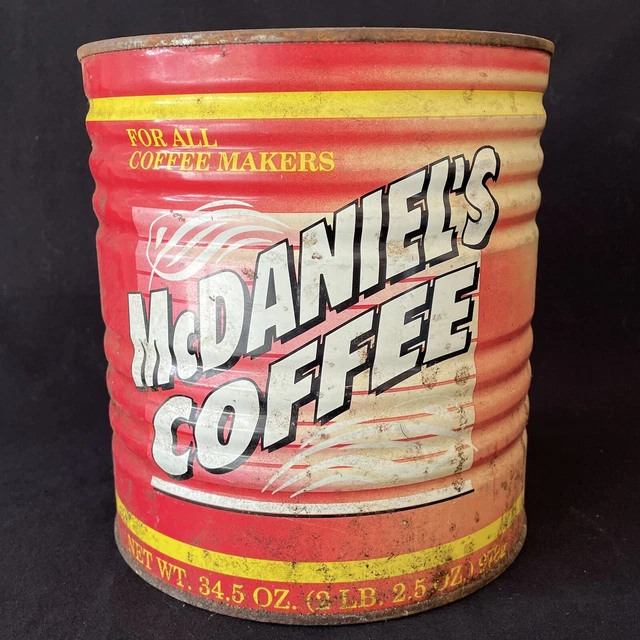 FOR ALL
COFFEE MAKERS
McDANIEL'S
COFFEE
NET WT. 34.5 OZ. (2 LB. 2.5 OZ.)